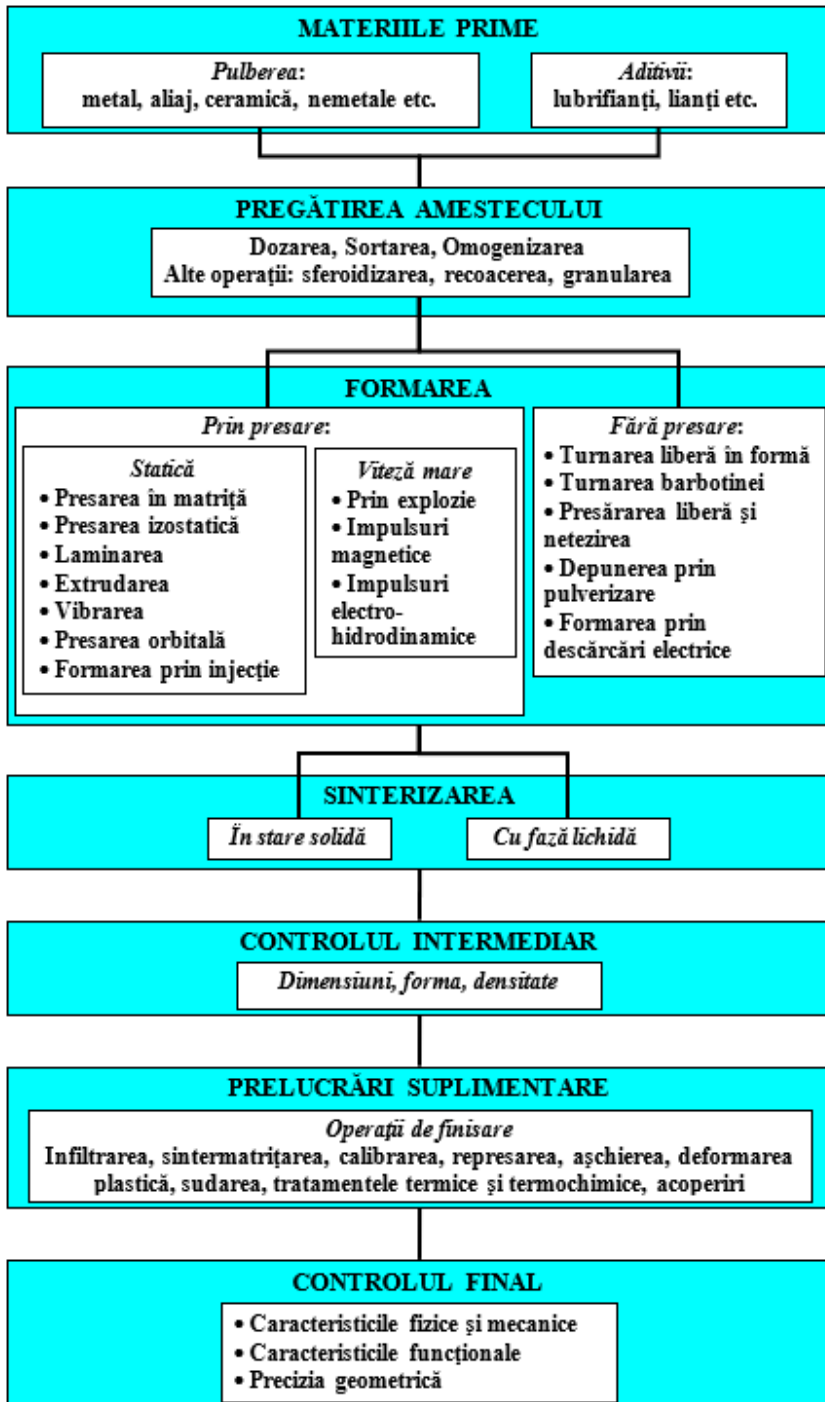 MATERIILE PRIME
Pulberea:
metal, aliaj, ceramică, nemetale etc.
Aditivii:
lubrifianți, lianți etc.
PREGĂTIREA AMESTECULUI
Dozarea, Sortarea, Omogenizarea
Alte operații: sferoidizarea, recoacerea, granularea
FORMAREA
Prin presare:
Statică
• Presarea în matriță
• Presarea izostatică
• Laminarea
• Extrudarea
• Vibrarea
• Presarea orbitală
• Formarea prin injecție
Viteză mare
• Prin explozie
• Impulsuri
magnetice
• Impulsuri
electro-
hidrodinamice
Fără presare:
• Turnarea liberă în formă
• Turnarea barbotinei
• Presărarea liberă și
netezirea
• Depunerea prin
pulverizare
• Formarea prin
descărcări electrice
SINTERIZAREA
În stare solidă
Cu fază lichidă
CONTROLUL INTERMEDIAR
Dimensiuni, forma, densitate
PRELUCRĂRI SUPLIMENTARE
Operații de finisare
Infiltrarea, sintermatrițarea, calibrarea, represarea, așchierea, deformarea
plastică, sudarea, tratamentele termice și termochimice, acoperiri
CONTROLUL FINAL
• Caracteristicile fizice și mecanice
• Caracteristicile funcționale
• Precizia geometrică